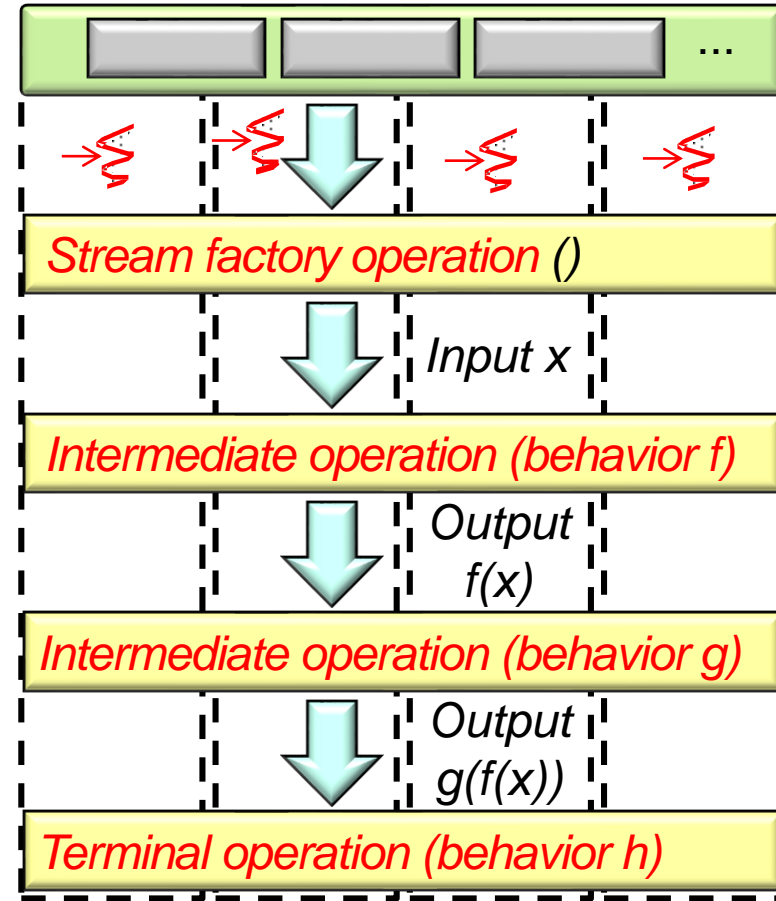 ...
Stream factory operation ()
Input x
Intermediate operation (behavior f)
Output
f(x)
Intermediate operation (behavior g)
Output
g(f(x))
Terminal operation (behavior h)